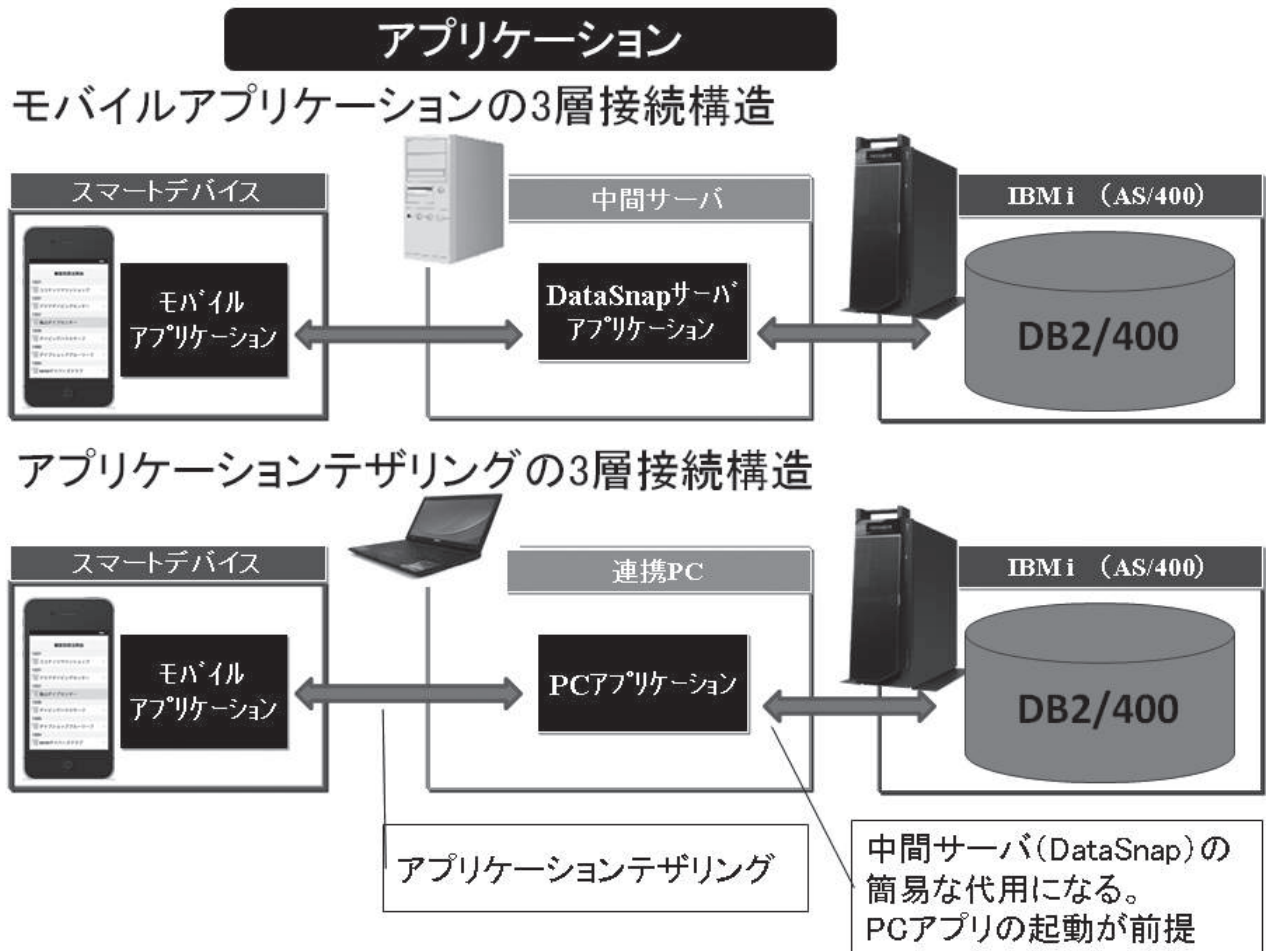 アプリケーション
モバイルアプリケーションの3層接続構造
スマートデバイス
中間サーバ
IBM i (AS/400)
モバイル
アプリケーション
DataSnapサーバ
アプリケーション
DB2/400
アプリケーションテザリングの3層接続構造
スマートデバイス
連携PC
IBM i (AS/400)
モバイル
アプリケーション
PCアプリケーション
DB2/400
アプリケーションテザリング
中間サーバ(DataSnap)の
簡易な代用になる。
PCアプリの起動が前提